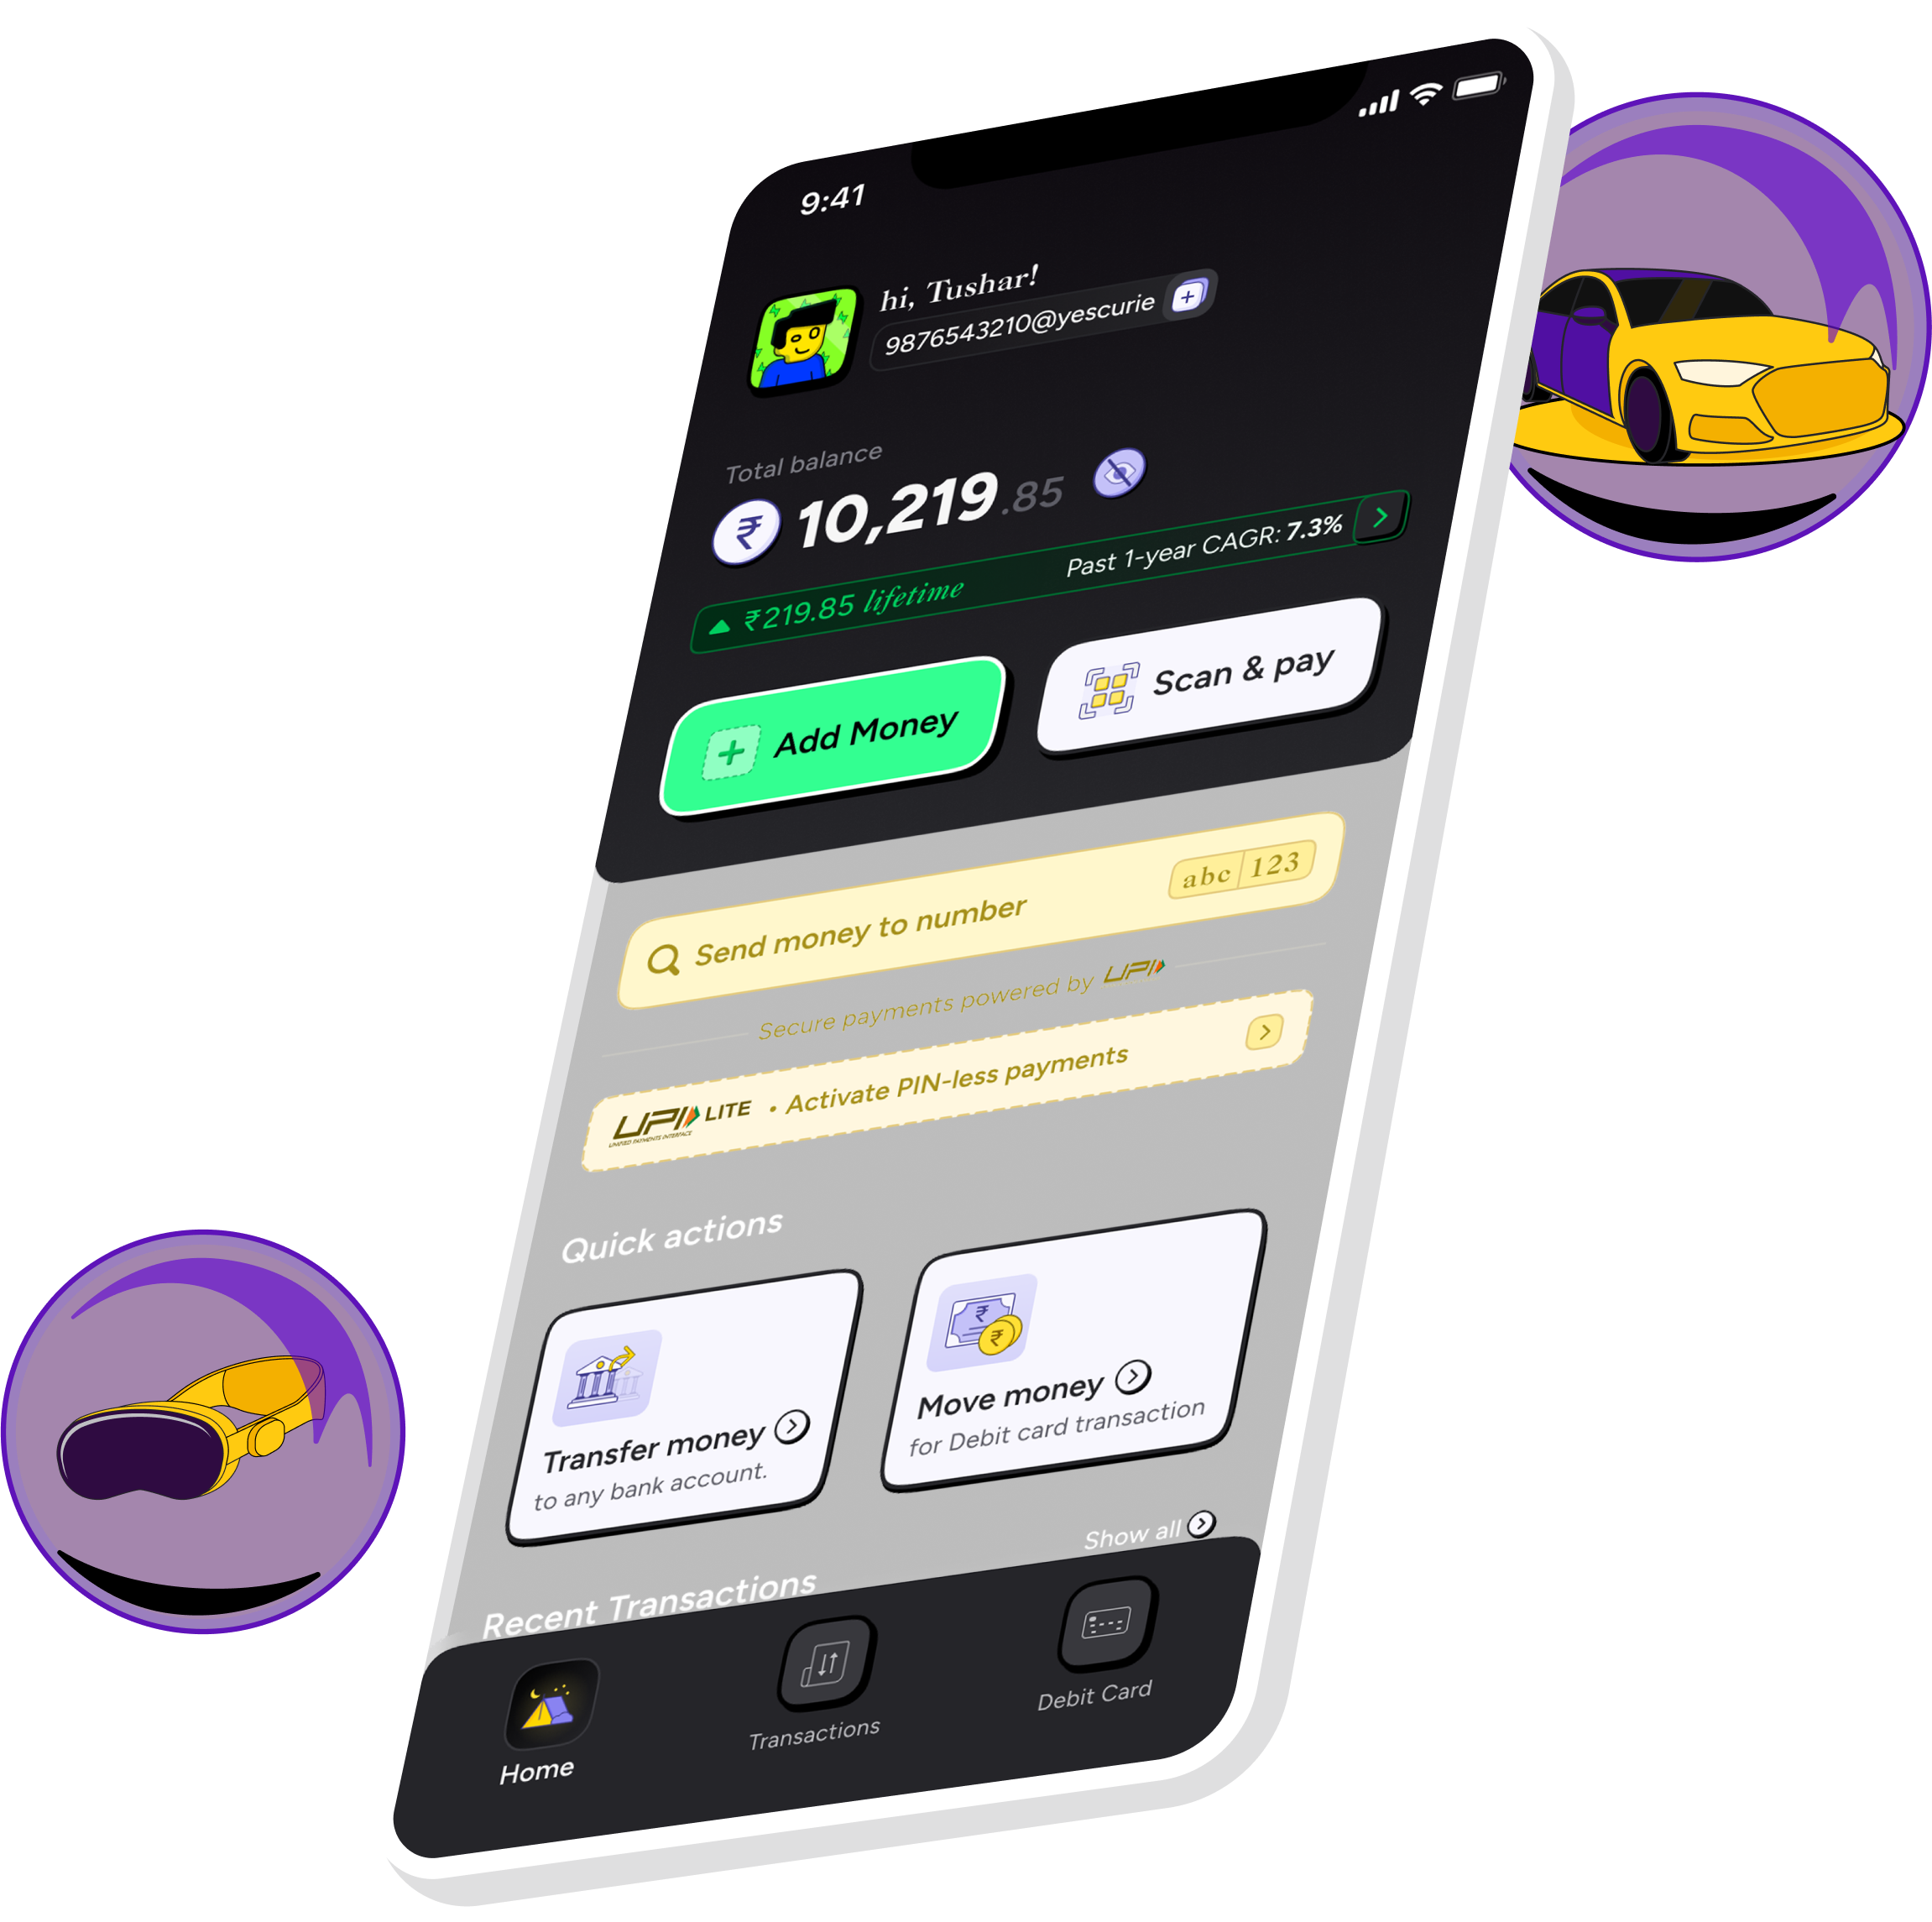 9:41
hi, Tushar!
9876543210@yescurie
Total balance
₹ 10,219.85
₹219.85 lifetime
Past 1-year CAGR: 7.3%
Add Money
Scan & pay
Send money to number
abc 123
Secure payments powered by UPI
UPI LITE • Activate PIN-less payments
UNIFIED PAYMENTS INTERFACE
Quick actions
Transfer money
to any bank account.
Move money
for Debit card transaction
Show all
Recent Transactions
Home
Transactions
Debit Card